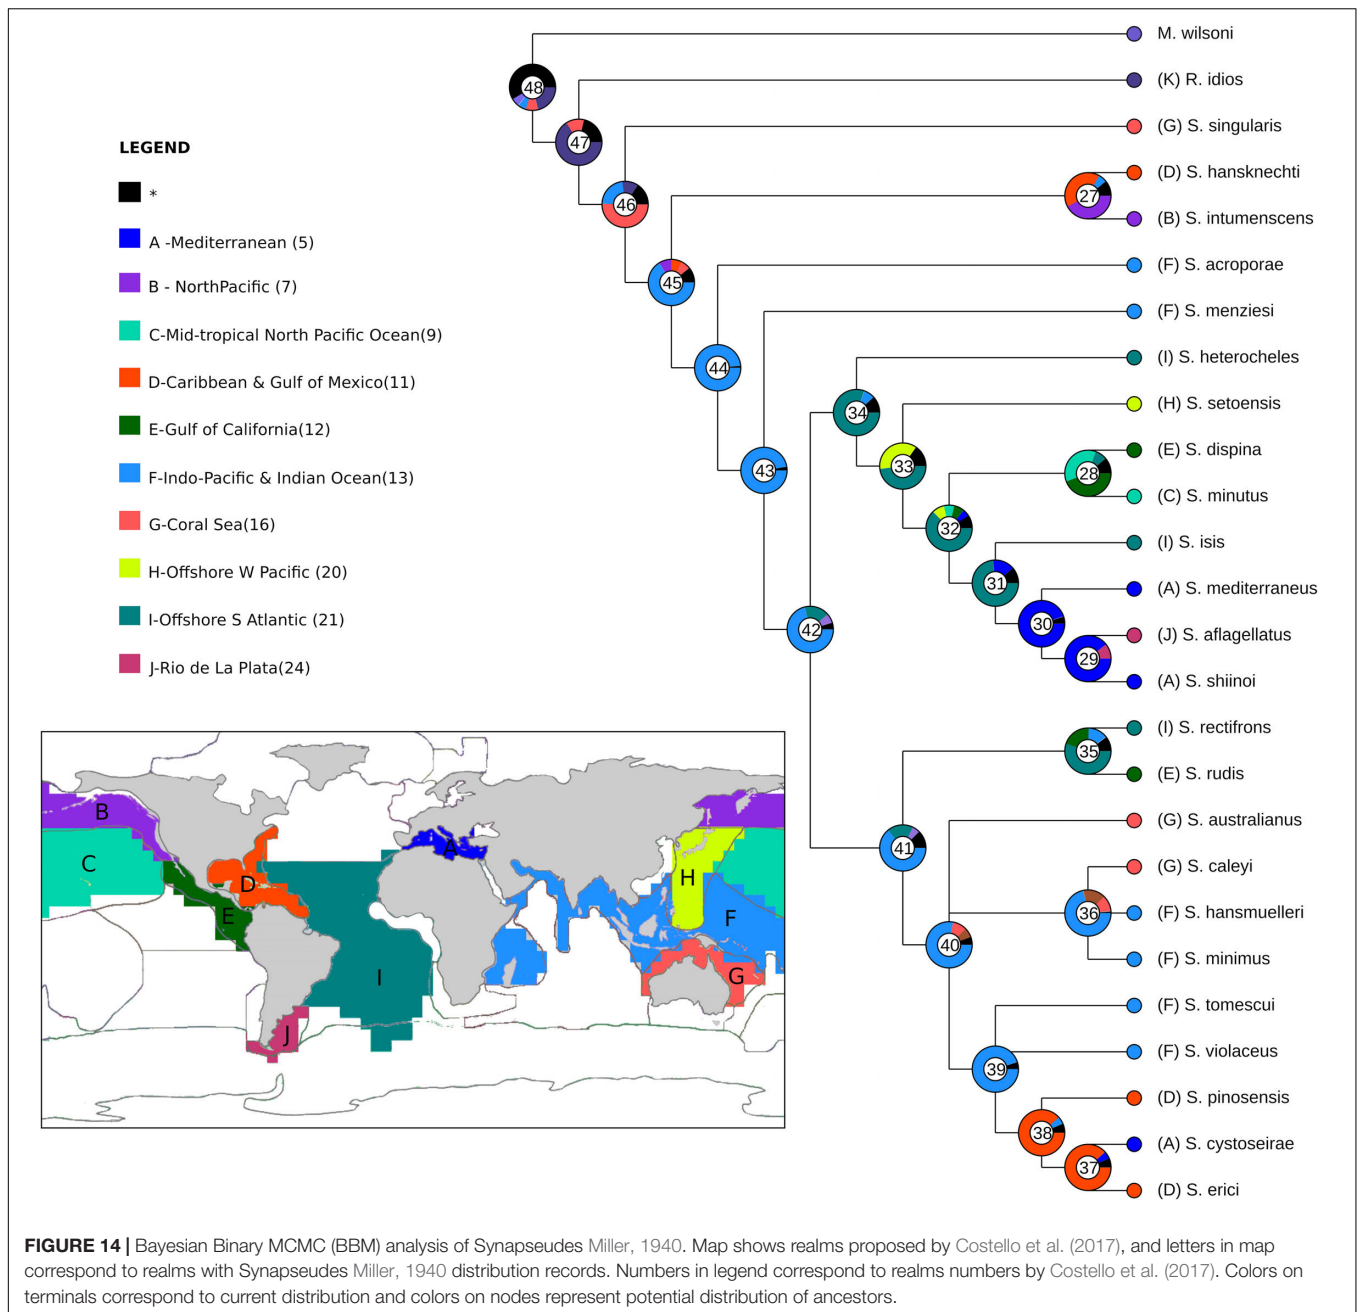 M. wilsoni
48
(K) R. idios
47
(G) S. singularis
LEGEND
(D) S. hansknechti
27
*
46
(B) S. intumenscens
A -Mediterranean (5)
(F) S. acroporae
45
B - NorthPacific (7)
(F) S. menziesi
C-Mid-tropical North Pacific Ocean(9)
(I) S. heterocheles
44
D-Caribbean & Gulf of Mexico(11)
(H) S. setoensis
34
E-Gulf of California(12)
(E) S. dispina
33
43
28
F-Indo-Pacific & Indian Ocean(13)
(C) S. minutus
G-Coral Sea(16)
32
(I) S. isis
H-Offshore W Pacific (20)
31
(A) S. mediterraneus
I-Offshore S Atlantic (21)
30
42
(J) S. aflagellatus
29
J-Rio de La Plata(24)
(A) S. shiinoi
(I) S. rectifrons
35
(E) S. rudis
B
(G) S. australianus
A
41
C
H
(G) S. caleyi
D
E
F
36
(F) S. hansmuelleri
40
(F) S. minimus
I
G
(F) S. tomescui
J
(F) S. violaceus
39
(D) S. pinosensis
38
(A) S. cystoseirae
37
(D) S. erici
FIGURE 14 | Bayesian Binary MCMC (BBM) analysis of Synapseudes Miller, 1940. Map shows realms proposed by Costello et al. (2017), and letters in map
correspond to realms with Synapseudes Miller, 1940 distribution records. Numbers in legend correspond to realms numbers by Costello et al. (2017). Colors on
terminals correspond to current distribution and colors on nodes represent potential distribution of ancestors.